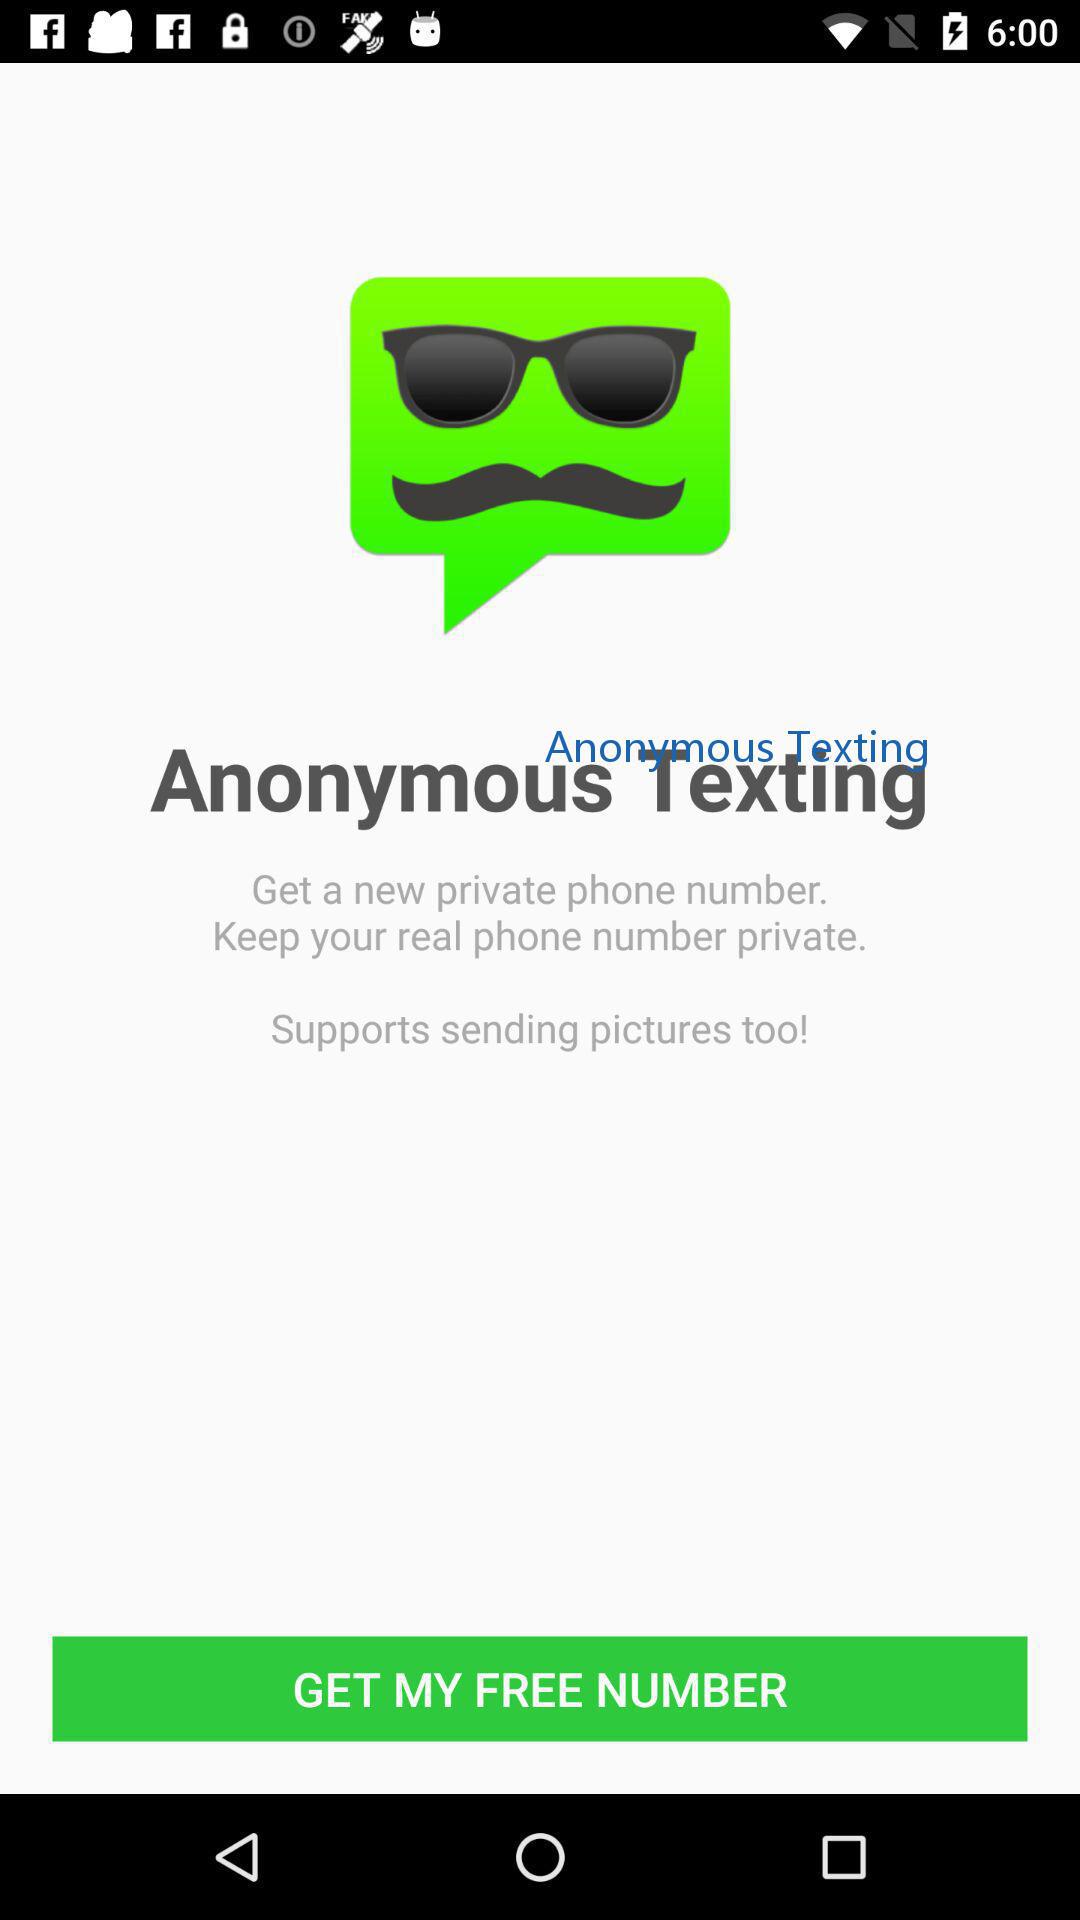 FAKE
6:00
Anonymous Texting
Anonymous Texting
Get a new private phone number.
Keep your real phone number private.
Supports sending pictures too!
GET MY FREE NUMBER